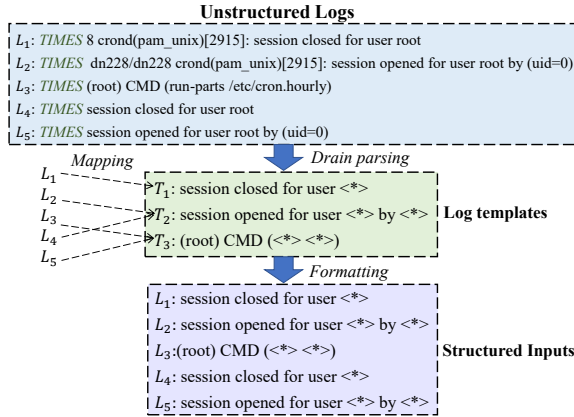 Unstructured Logs
L₁: TIMES 8 crond(pam_unix)[2915]: session closed for user root
L₂: TIMES dn228/dn228 crond(pam_unix)[2915]: session opened for user root by (uid=0)
L₃: TIMES (root) CMD (run-parts /etc/cron.hourly)
L₄: TIMES session closed for user root
L₅: TIMES session opened for user root by (uid=0)
Mapping
Drain parsing
L₁
L₂
L₃
L₄
L₅
T₁: session closed for user <*>
T₂: session opened for user <*> by <*>
T₃: (root) CMD (<*> <*>)
Log templates
Formatting
L₁: session closed for user <*>
L₂: session opened for user <*> by <*>
L₃:(root) CMD (<*> <*>)
L₄: session closed for user <*>
L₅: session opened for user <*> by <*>
Structured Inputs